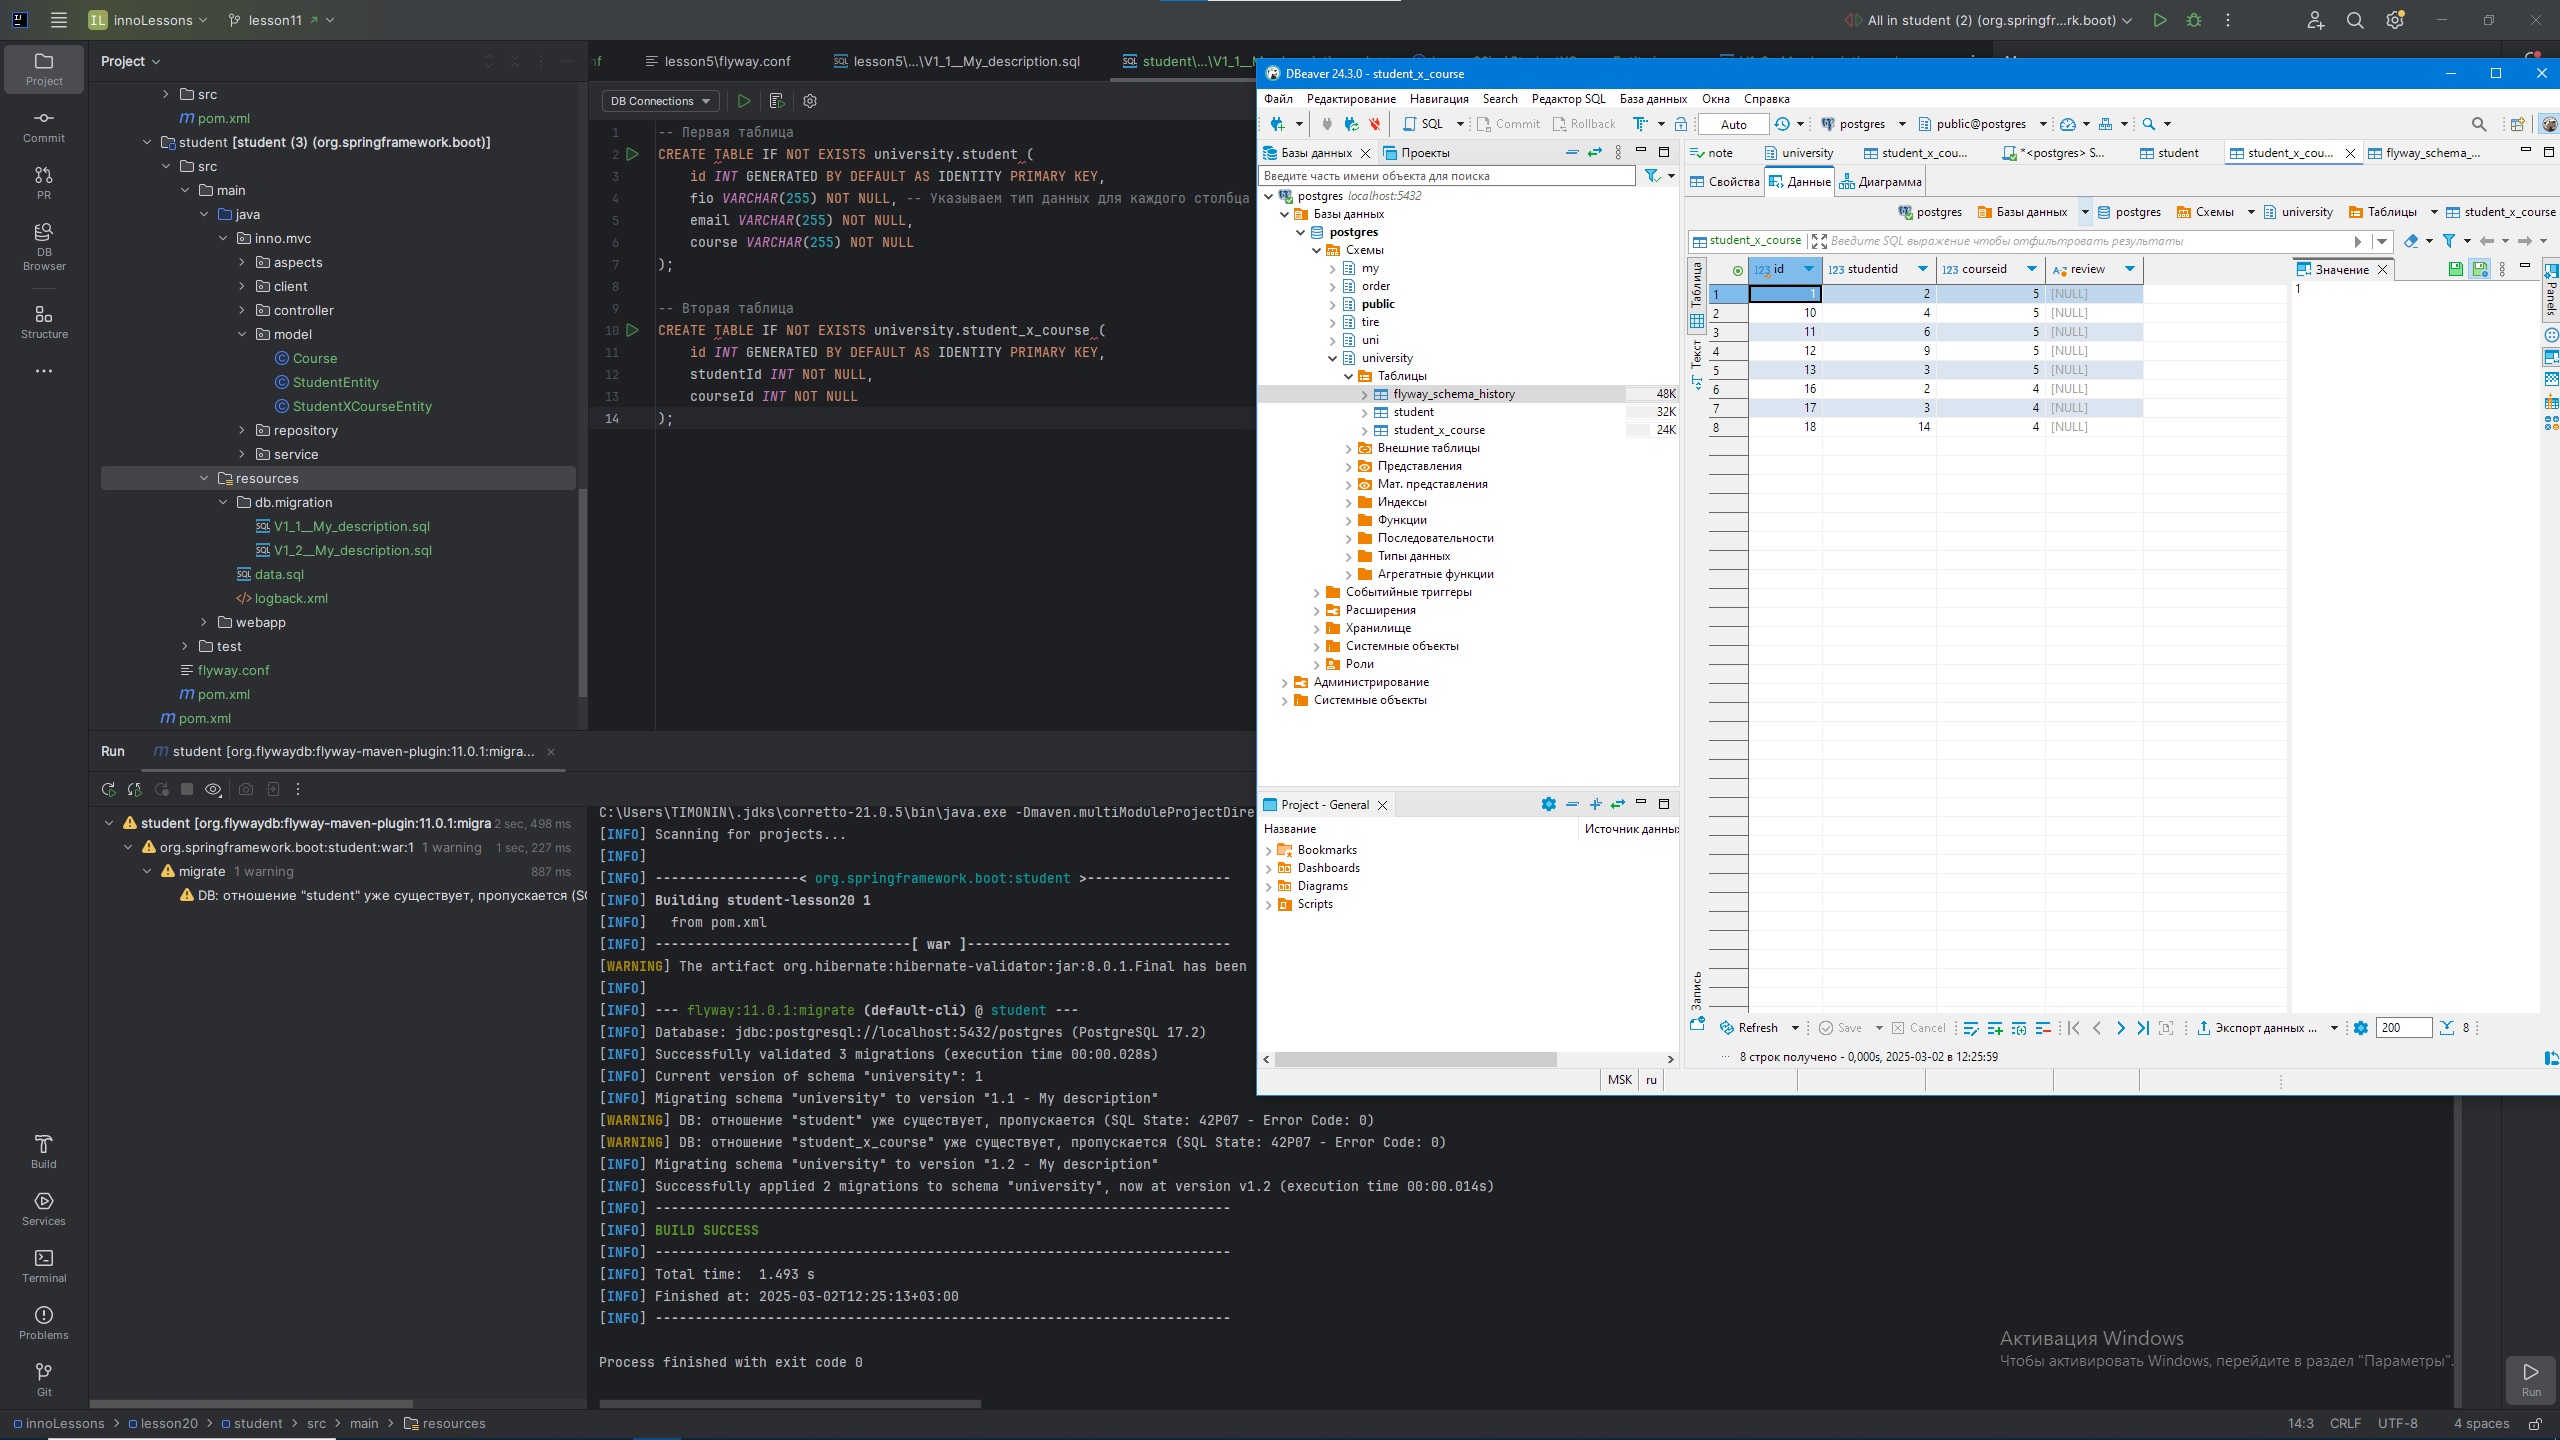 IL innoLessons lesson11 All in student (2) (org.springfr...rk.boot)
Project
Commit
PR
DB Browser
Structure
Build
Services
Terminal
Problems
Git
Project
src
pom.xml
student [student (3) (org.springframework.boot)]
src
main
java
inno.mvc
aspects
client
controller
model
Course
StudentEntity
StudentXCourseEntity
repository
service
resources
db.migration
V1_1__My_description.sql
V1_2__My_description.sql
data.sql
logback.xml
webapp
test
flyway.conf
pom.xml
pom.xml
lesson5\flyway.conf lesson5\...\V1_1__My_description.sql student\...\V1_1__M
DB Connections
1 -- Первая таблица
2 CREATE TABLE IF NOT EXISTS university.student (
3 id INT GENERATED BY DEFAULT AS IDENTITY PRIMARY KEY,
4 fio VARCHAR(255) NOT NULL, -- Указываем тип данных для каждого столбца
5 email VARCHAR(255) NOT NULL,
6 course VARCHAR(255) NOT NULL
7 );
8
9 -- Вторая таблица
10 CREATE TABLE IF NOT EXISTS university.student_x_course (
11 id INT GENERATED BY DEFAULT AS IDENTITY PRIMARY KEY,
12 studentId INT NOT NULL,
13 courseId INT NOT NULL
14 );
Run student [org.flywaydb:flyway-maven-plugin:11.0.1:migra...
student [org.flywaydb:flyway-maven-plugin:11.0.1:migra 2 sec, 498 ms
org.springframework.boot:student:war:1 1 warning 1 sec, 227 ms
migrate 1 warning 887 ms
DB: отношение "student" уже существует, пропускается (SQ
C:\Users\TIMONIN\.jdks\corretto-21.0.5\bin\java.exe -Dmaven.multiModuleProjectDire
[INFO] Scanning for projects...
[INFO]
[INFO] ------------------< org.springframework.boot:student >------------------
[INFO] Building student-lesson20 1
[INFO]   from pom.xml
[INFO] --------------------------------[ war ]---------------------------------
[WARNING] The artifact org.hibernate:hibernate-validator:jar:8.0.1.Final has been
[INFO]
[INFO] --- flyway:11.0.1:migrate (default-cli) @ student ---
[INFO] Database: jdbc:postgresql://localhost:5432/postgres (PostgreSQL 17.2)
[INFO] Successfully validated 3 migrations (execution time 00:00.028s)
[INFO] Current version of schema "university": 1
[INFO] Migrating schema "university" to version "1.1 - My description"
[WARNING] DB: отношение "student" уже существует, пропускается (SQL State: 42P07 - Error Code: 0)
[WARNING] DB: отношение "student_x_course" уже существует, пропускается (SQL State: 42P07 - Error Code: 0)
[INFO] Migrating schema "university" to version "1.2 - My description"
[INFO] Successfully applied 2 migrations to schema "university", now at version v1.2 (execution time 00:00.014s)
[INFO] ------------------------------------------------------------------------
[INFO] BUILD SUCCESS
[INFO] ------------------------------------------------------------------------
[INFO] Total time:  1.493 s
[INFO] Finished at: 2025-03-02T12:25:13+03:00
[INFO] ------------------------------------------------------------------------
Process finished with exit code 0
DBeaver 24.3.0 - student_x_course
Файл Редактирование Навигация Search Редактор SQL База данных Окна Справка
SQL Commit Rollback Auto postgres public@postgres
Базы данных Проекты
Введите часть имени объекта для поиска
postgres localhost:5432
Базы данных
postgres
Схемы
my
order
public
tire
uni
university
Таблицы
flyway_schema_history 48K
student 32K
student_x_course 24K
Внешние таблицы
Представления
Мат. представления
Индексы
Функции
Последовательности
Типы данных
Агрегатные функции
Событийные триггеры
Расширения
Хранилище
Системные объекты
Роли
Администрирование
Системные объекты
Project - General
Название Источник данны
Bookmarks
Dashboards
Diagrams
Scripts
note university student_x_cou... *<postgres> S... student student_x_cou... flyway_schema_...
Свойства Данные Диаграмма
postgres Базы данных postgres Схемы university Таблицы student_x_course
student_x_course Введите SQL выражение чтобы отфильтровать результаты
Таблица
Текст
Запись
123 id 123 studentid 123 courseid A-Z review
1 1 2 5 [NULL]
2 10 4 5 [NULL]
3 11 6 5 [NULL]
4 12 9 5 [NULL]
5 13 3 5 [NULL]
6 16 2 4 [NULL]
7 17 3 4 [NULL]
8 18 14 4 [NULL]
Значение
1
Panels
Refresh Save Cancel Экспорт данных ... 200 8
8 строк получено - 0,000s, 2025-03-02 в 12:25:59
MSK ru
Активация Windows
Чтобы активировать Windows, перейдите в раздел "Параметры".
Run
innoLessons > lesson20 > student > src > main > resources 14:3 CRLF UTF-8 4 spaces